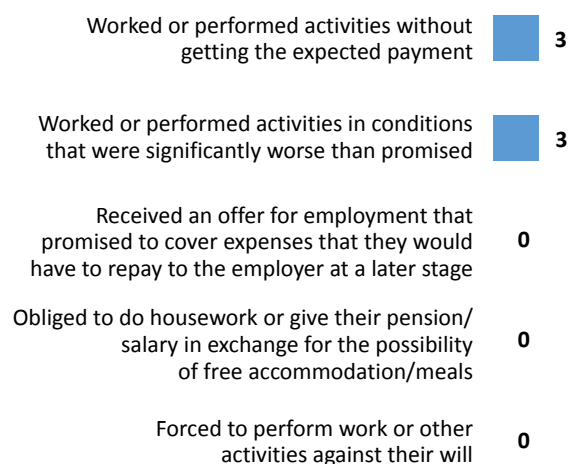 Worked or performed activities without
getting the expected payment
3
Worked or performed activities in conditions
that were significantly worse than promised
3
Received an offer for employment that
promised to cover expenses that they would
have to repay to the employer at a later stage
0
Obliged to do housework or give their pension/
salary in exchange for the possibility
of free accommodation/meals
0
Forced to perform work or other
activities against their will
0